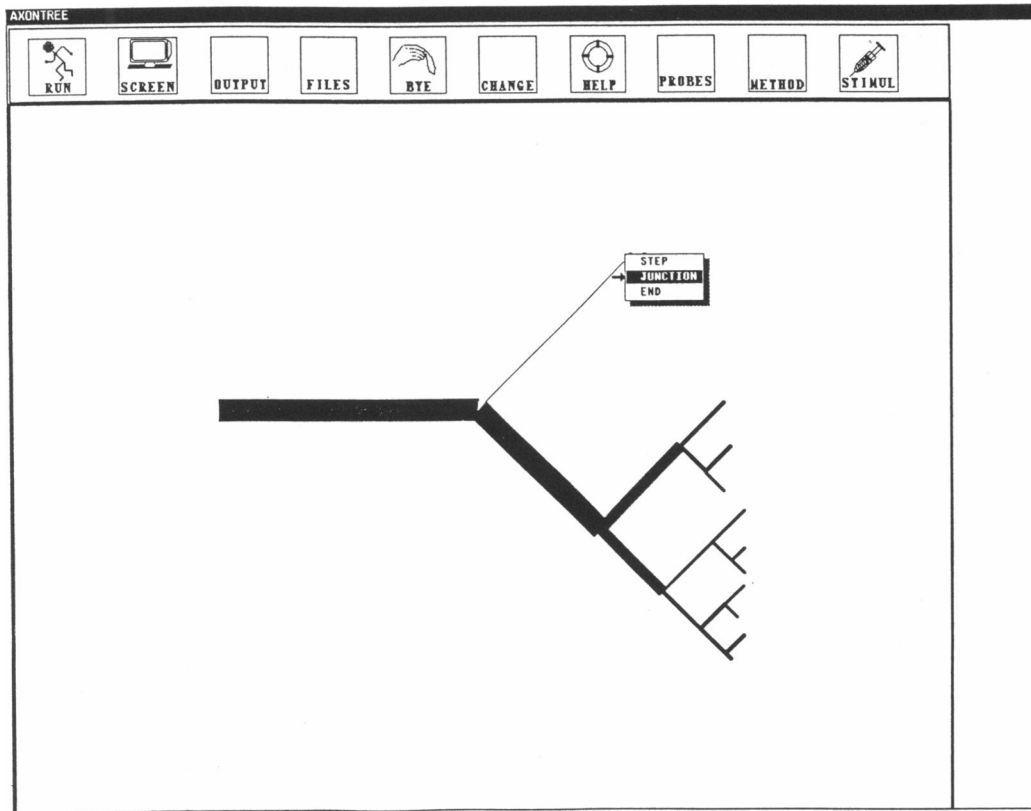 AXONTREE
RUN SCREEN OUTPUT FILES BYE CHANGE HELP PROBES METHOD STIMUL
STEP
JUNCTION
END